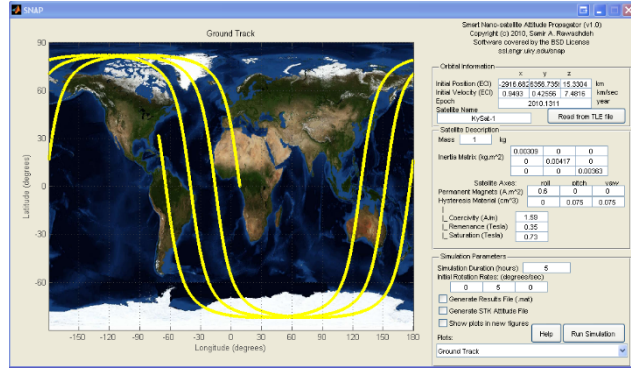 SNAP
Smart Nano-satellite Attitude Propagator (v1.0)
Copyright (c) 2010, Samir A. Rawashdeh
Software covered by the BSD License
ssl.engr.uky.edu/snap
Ground Track
90
60
30
0
-30
-60
-150 -120 -90 -60 -30 0 30 60 90 120 150 180
Latitude (degrees)
Longitude (degrees)
Orbital Information
x y z
Initial Position (ECI) -2916.662 6356.735 15.3304 km
Initial Velocity (ECI) 0.9493 0.42556 7.4816 km/sec
Epoch 2010.1311 year
Satellite Name
KySat-1 Read from TLE file
Satellite Description
Mass 1 kg
Inertia Matrix (kg.m^2)
0.00309 0 0
0 0.00417 0
0 0 0.00363
Satellite Axes: roll pitch yaw
Permanent Magnets (A.m^2) 0.6 0 0
Hysteresis Material (cm^3) 0 0.075 0.075
|
|_ Coercivity (A/m) 1.59
|_ Remenance (Tesla) 0.35
|_ Saturation (Tesla) 0.73
Simulation Parameters
Simulation Duration (hours) 5
Initial Rotation Rates: (degrees/sec)
0 5 0
Generate Results File (.mat)
Generate STK Attitude File
Show plots in new figures
Plots: Help Run Simulation
Ground Track